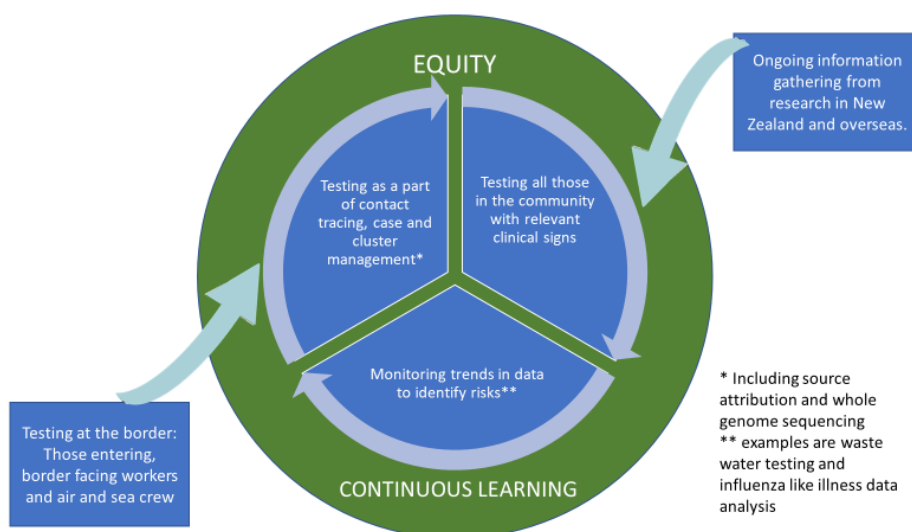 EQUITY
Ongoing information
gathering from
research in New
Zealand and overseas.
Testing as a part
of contact
tracing, case and
cluster
management*
Testing all those
in the community
with relevant
clinical signs
Monitoring trends in data
to identify risks**
Testing at the border:
Those entering,
border facing workers
and air and sea crew
CONTINUOUS LEARNING
* Including source
attribution and whole
genome sequencing
** examples are waste
water testing and
influenza like illness data
analysis